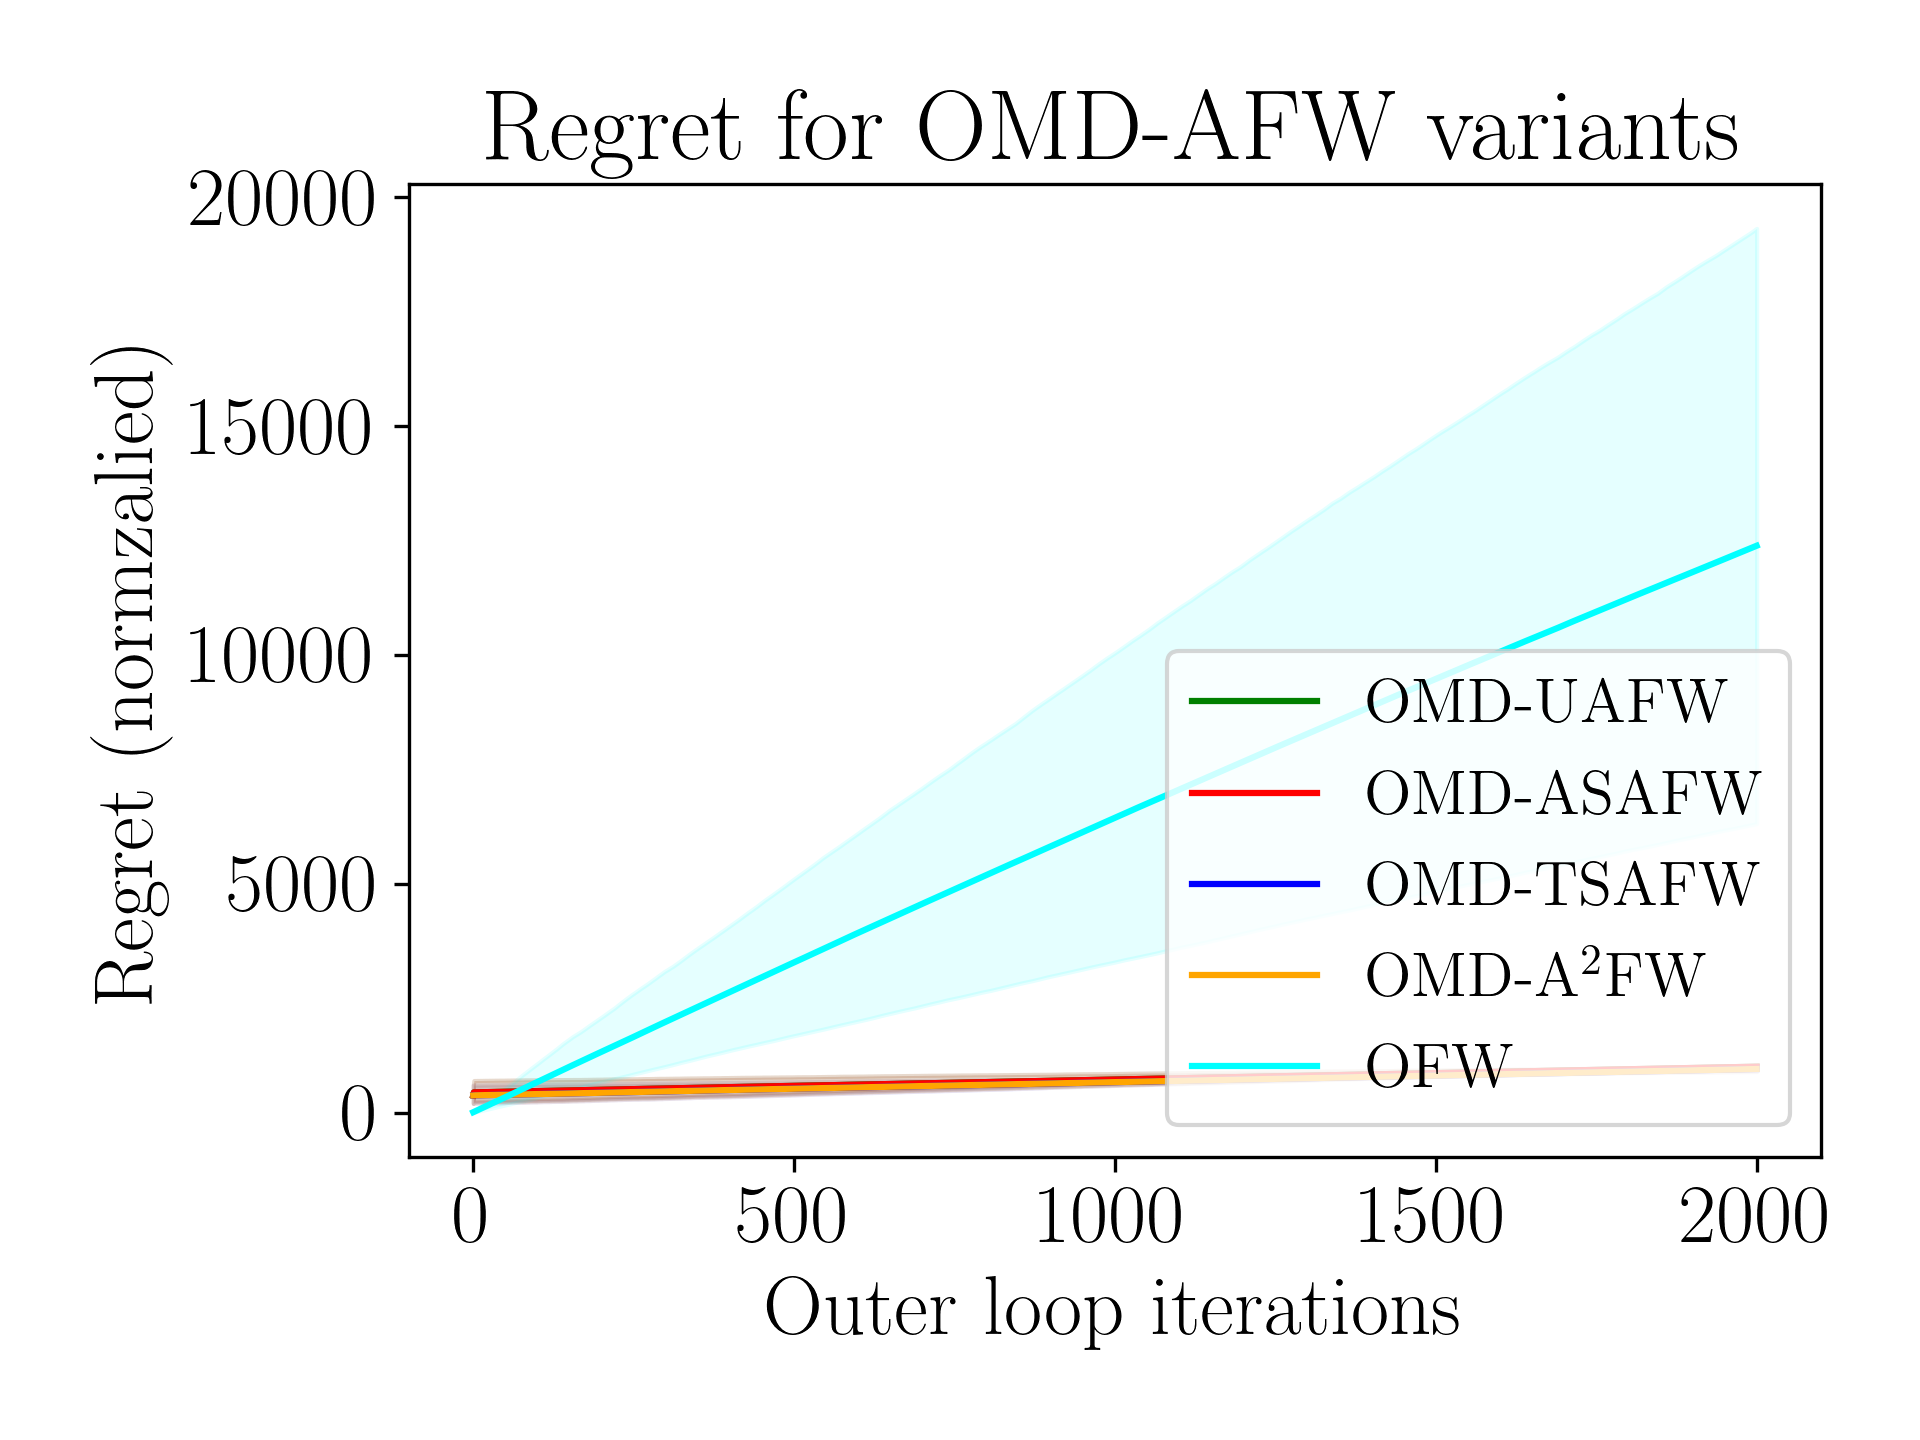 Regret for OMD-AFW variants
Regret (normzalied)
20000
15000
10000
5000
0
OMD-UAFW
OMD-ASAFW
OMD-TSAFW
OMD-A²FW
OFW
0 500 1000 1500 2000
Outer loop iterations